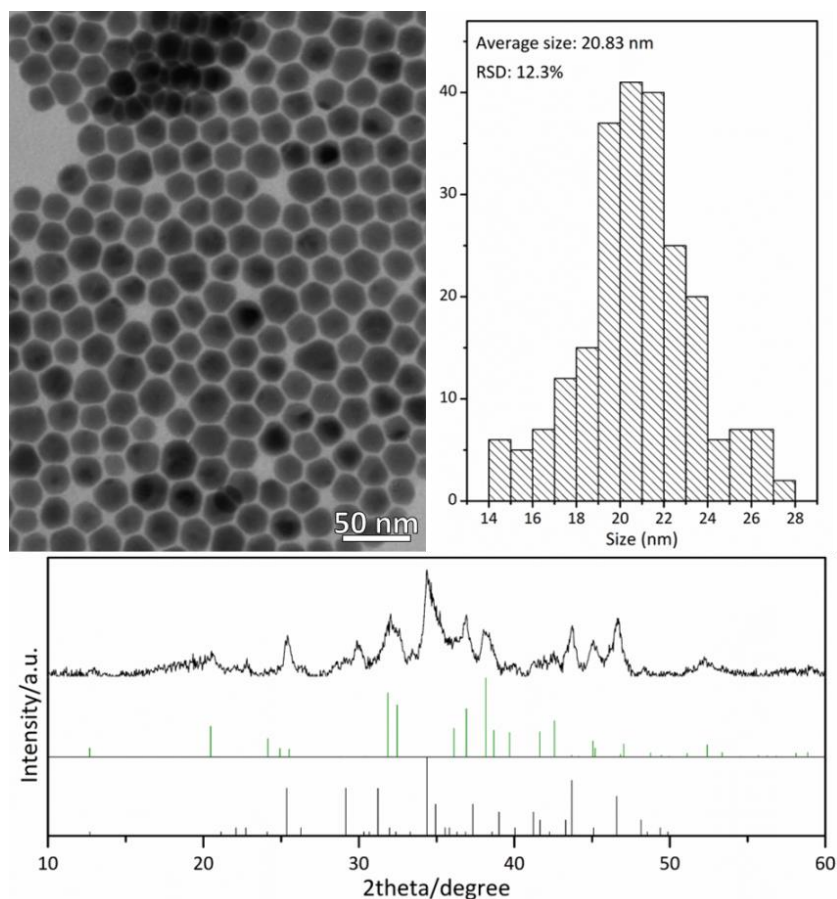 Average size: 20.83 nm
RSD: 12.3%
40
30
20
10
0
14 16 18 20 22 24 26 28
Size (nm)
50 nm
Intensity/a.u.
10 20 30 40 50 60
2theta/degree